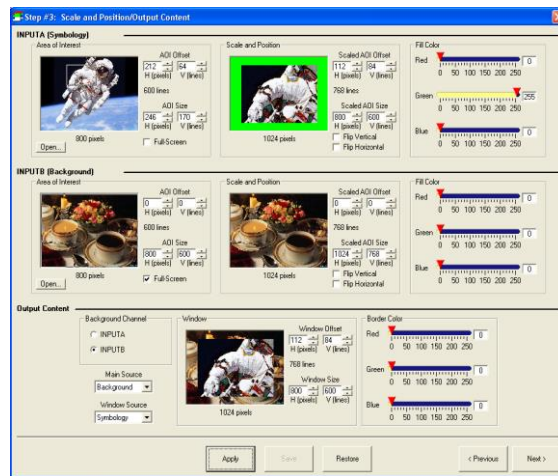 Step #3: Scale and Position/Output Content
INPUTA (Symbology)
Area of Interest
AOI Offset
212 64
H (pixels) V (lines)
600 lines
AOI Size
246 170
H (pixels) V (lines)
800 pixels
Open...
Full-Screen
Scale and Position
Scaled AOI Offset
112 84
H (pixels) V (lines)
768 lines
Scaled AOI Size
800 600
H (pixels) V (lines)
1024 pixels
Flip Vertical
Flip Horizontal
Fill Color
Red 0
0 50 100 150 200 250
Green 255
0 50 100 150 200 250
Blue 0
0 50 100 150 200 250
INPUTB (Background)
Area of Interest
AOI Offset
0 0
H (pixels) V (lines)
600 lines
AOI Size
800 600
H (pixels) V (lines)
800 pixels
Open...
Full-Screen
Scale and Position
Scaled AOI Offset
0 0
H (pixels) V (lines)
768 lines
Scaled AOI Size
1024 768
H (pixels) V (lines)
1024 pixels
Flip Vertical
Flip Horizontal
Fill Color
Red 0
0 50 100 150 200 250
Green 0
0 50 100 150 200 250
Blue 0
0 50 100 150 200 250
Output Content
Background Channel
INPUTA
INPUTB
Main Source
Background
Window Source
Symbology
Window
Window Offset
112 84
H (pixels) V (lines)
768 lines
Window Size
800 600
H (pixels) V (lines)
1024 pixels
Border Color
Red 0
0 50 100 150 200 250
Green 0
0 50 100 150 200 250
Blue 0
0 50 100 150 200 250
Apply Save Restore < Previous Next >